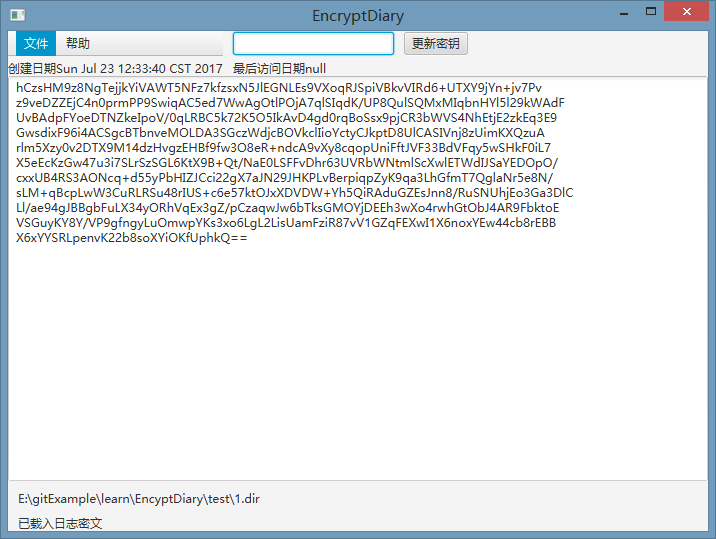 EncryptDiary
文件 帮助 更新密钥
创建日期Sun Jul 23 12:33:40 CST 2017 最后访问日期null
hCzsHM9z8NgTejjkYiVAWT5NFz7kfzsxN5JlEGNLEs9VXoqRJSpiVBkvVIRd6+UTXY9jYn+jv7Pv
z9veDZZEjC4n0prmPP9SwiqAC5ed7WwAgOtlPOjA7qlSIqdK/UP8QulSQMxMIqbnHYl5l29kWAdF
UvBAdpFYoeDTNZkeIpoV/0qLRBC5k72K5O5IkAvD4gd0rqBoSsx9pjCR3bWVS4NhEtjE2zkEq3E9
GwsdixF96i4ACSgcBTbnveMOLDA3SGczWdjcBOVkclIioYctyCJkptD8UlCASIVnj8zUimKXQzuA
rlm5Xzy0v2DTX9M14dzHvgzEHBf9fw3O8eR+ndcA9vXy8cqopUniFftJVF33BdVFqy5wSHkF0iL7
X5eEcKzGw47u3i7SLrSzSGL6KtX9B+Qt/NaE0LSFFvDhr63UVRbWNtmlScXwlETWdIJSaYEDOpO/
cxxUB4RS3AONcq+d55yPbHIZJCci22gX7aJN29JHKPLvBerpiqpZyK9qa3LhGfmT7QglaNr5e8N/
sLM+qBcpLwW3CuRLRSu48rIUS+c6e57ktOJxXDVDW+Yh5QiRAduGZEsJnn8/RuSNUhjEo3Ga3DlC
Ll/ae94gJBBgbFuLX34yORhVqEx3gZ/pCzaqwJw6bTksGMOYjDEEh3wXo4rwhGtObJ4AR9FbktoE
VSGuyKY8Y/VP9gfngyLuOmwpYKs3xo6LgL2LisUamFziR87vV1GZqFEXwI1X6noxYEw44cb8rEBB
X6xYYSRLpenvK22b8soXYiOKfUphkQ==
E:\gitExample\learn\EncyptDiary\test\1.dir
已载入日志密文